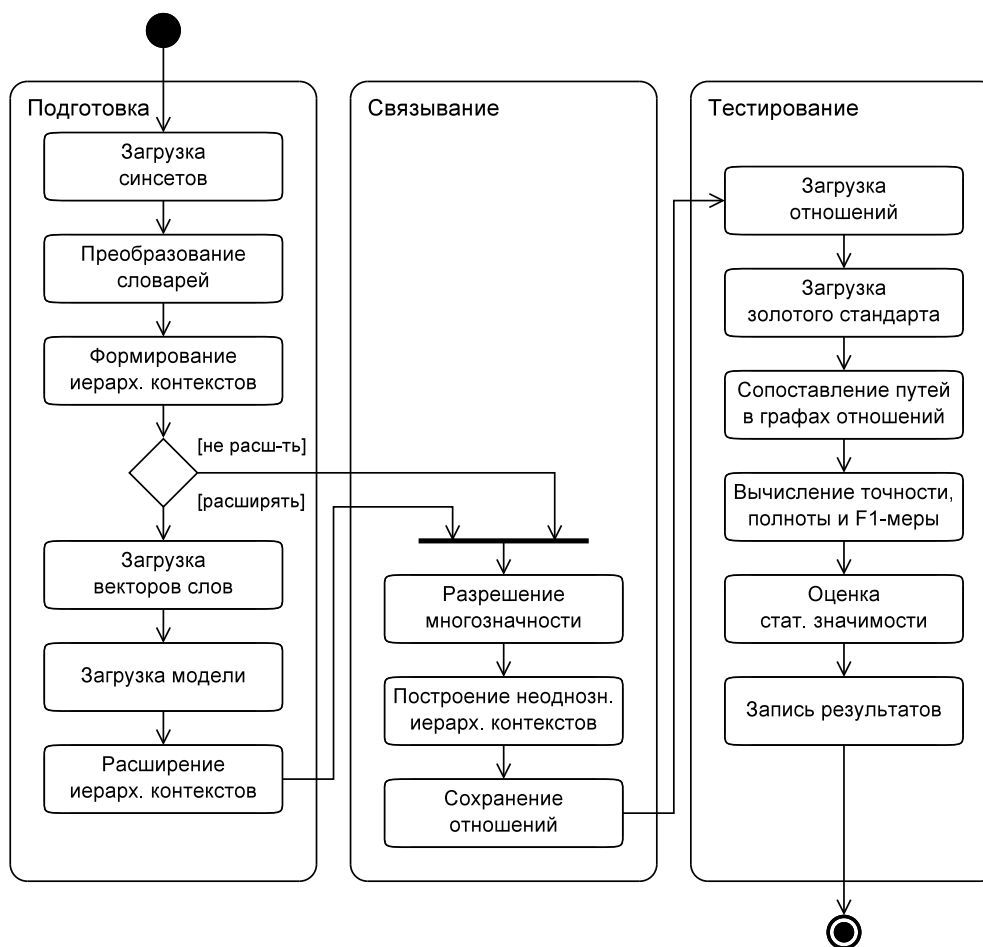 Подготовка
Загрузка
синсетов
Преобразование
словарей
Формирование
иерарх. контекстов
[не расш-ть]
[расширять]
Загрузка
векторов слов
Загрузка модели
Расширение
иерарх. контекстов
Связывание
Разрешение
многозначности
Построение неоднозн.
иерарх. контекстов
Сохранение
отношений
Тестирование
Загрузка
отношений
Загрузка
золотого стандарта
Сопоставление путей
в графах отношений
Вычисление точности,
полноты и F1-меры
Оценка
стат. значимости
Запись результатов